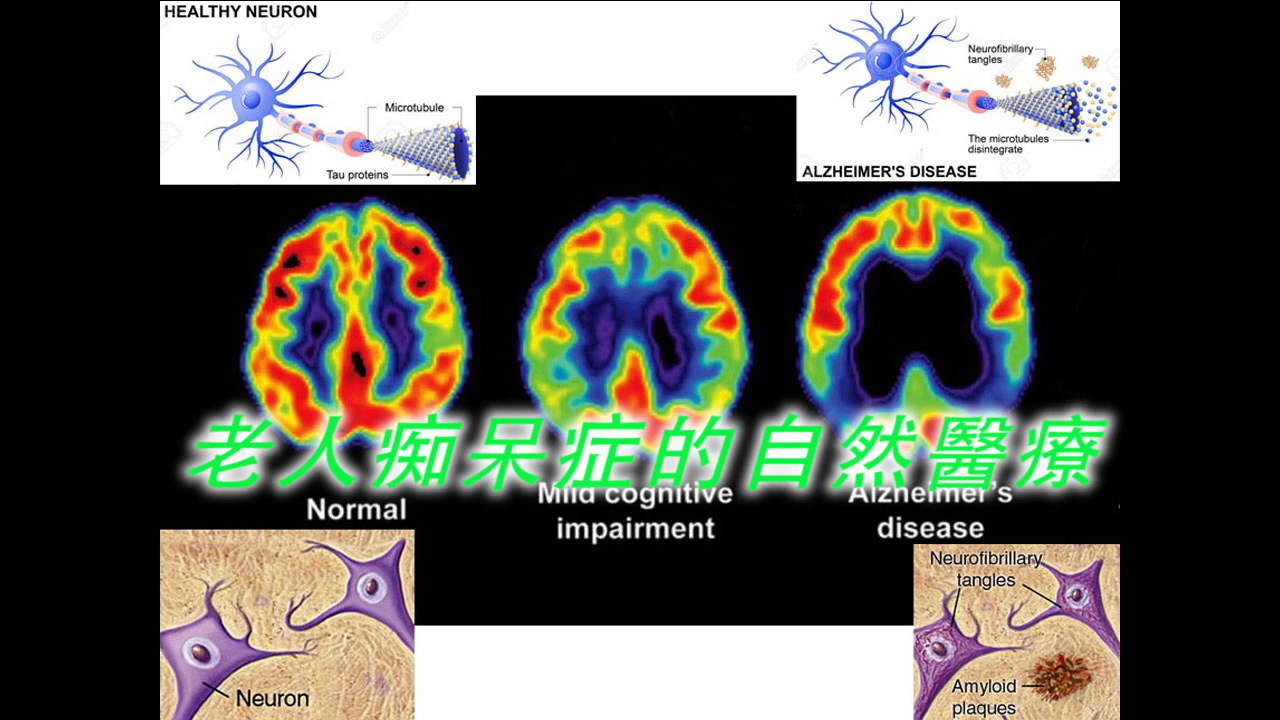 HEALTHY NEURON
Microtubule
Tau proteins
Neurofibrillary
tangles
The microtubules
disintegrate
ALZHEIMER'S DISEASE
老人痴呆症的自然醫療
Normal
Mild cognitive
impairment
Alzheimer's
disease
Neuron
Neurofibrillary
tangles
Amyloid
plaques